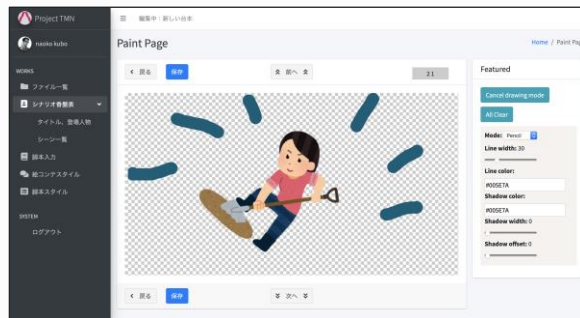 Project TMN
編集中：新しい台本
naoko kubo
Paint Page
Home / Paint Pag
WORKS
ファイル一覧
シナリオ香盤表
タイトル、登場人物
シーン一覧
脚本入力
絵コンテスタイル
脚本スタイル
SYSTEM
ログアウト
戻る
保存
前へ
21
戻る
保存
次へ
Featured
Cancel drawing mode
All Clear
Mode: Pencil
Line width: 30
Line color:
#005E7A
Shadow color:
#005E7A
Shadow width: 0
Shadow offset: 0